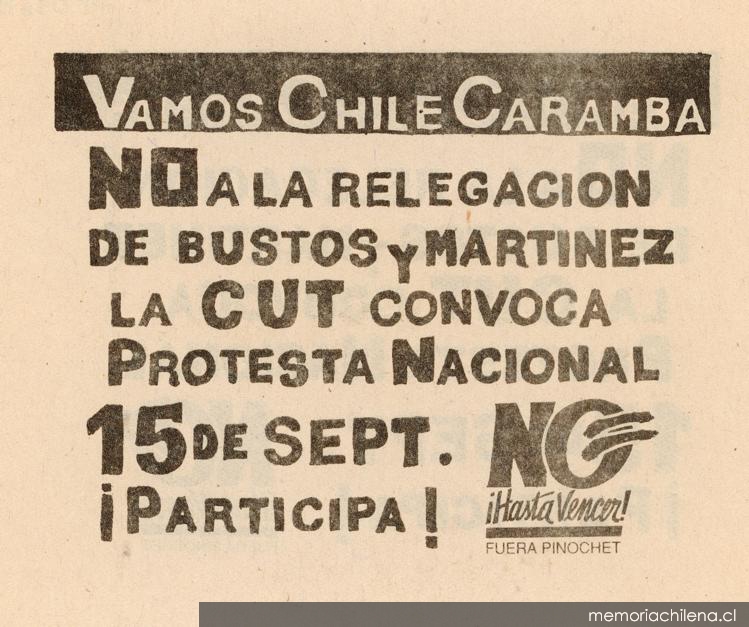 VAMOS CHILE CARAMBA
NO A LA RELEGACION
DE BUSTOS Y MARTINEZ
LA CUT CONVOCA
PROTESTA NACIONAL
15 DE SEPT.
¡PARTICIPA!
NO
¡Hasta Vencer!
FUERA PINOCHET
memoriachilena.cl